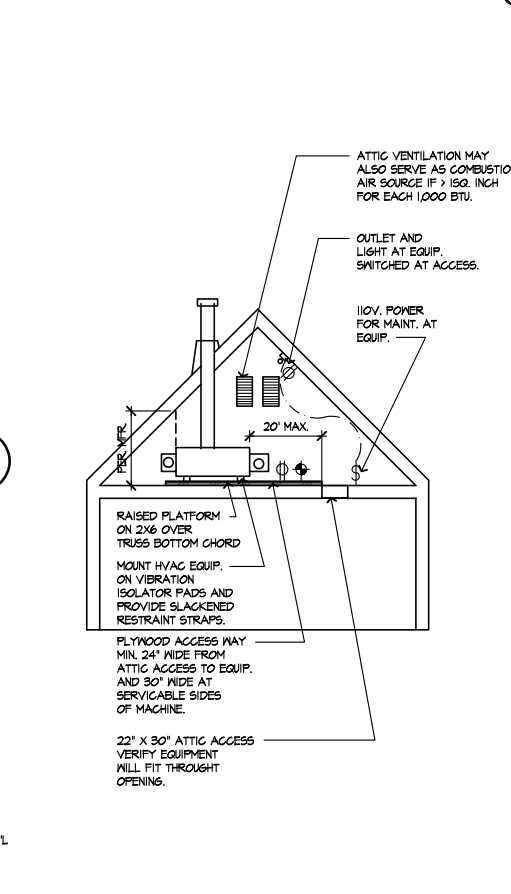 ATTIC VENTILATION MAY
ALSO SERVE AS COMBUSTIO
AIR SOURCE IF > 1SQ. INCH
FOR EACH 1,000 BTU.
OUTLET AND
LIGHT AT EQUIP.
SWITCHED AT ACCESS.
110V. POWER
FOR MAINT. AT
EQUIP.
20' MAX.
PER MFR.
RAISED PLATFORM
ON 2X6 OVER
TRUSS BOTTOM CHORD
MOUNT HVAC EQUIP.
ON VIBRATION
ISOLATOR PADS AND
PROVIDE SLACKENED
RESTRAINT STRAPS.
PLYWOOD ACCESS WAY
MIN. 24" WIDE FROM
ATTIC ACCESS TO EQUIP.
AND 30" WIDE AT
SERVICABLE SIDES
OF MACHINE.
22" X 30" ATTIC ACCESS
VERIFY EQUIPMENT
WILL FIT THROUGHT
OPENING.